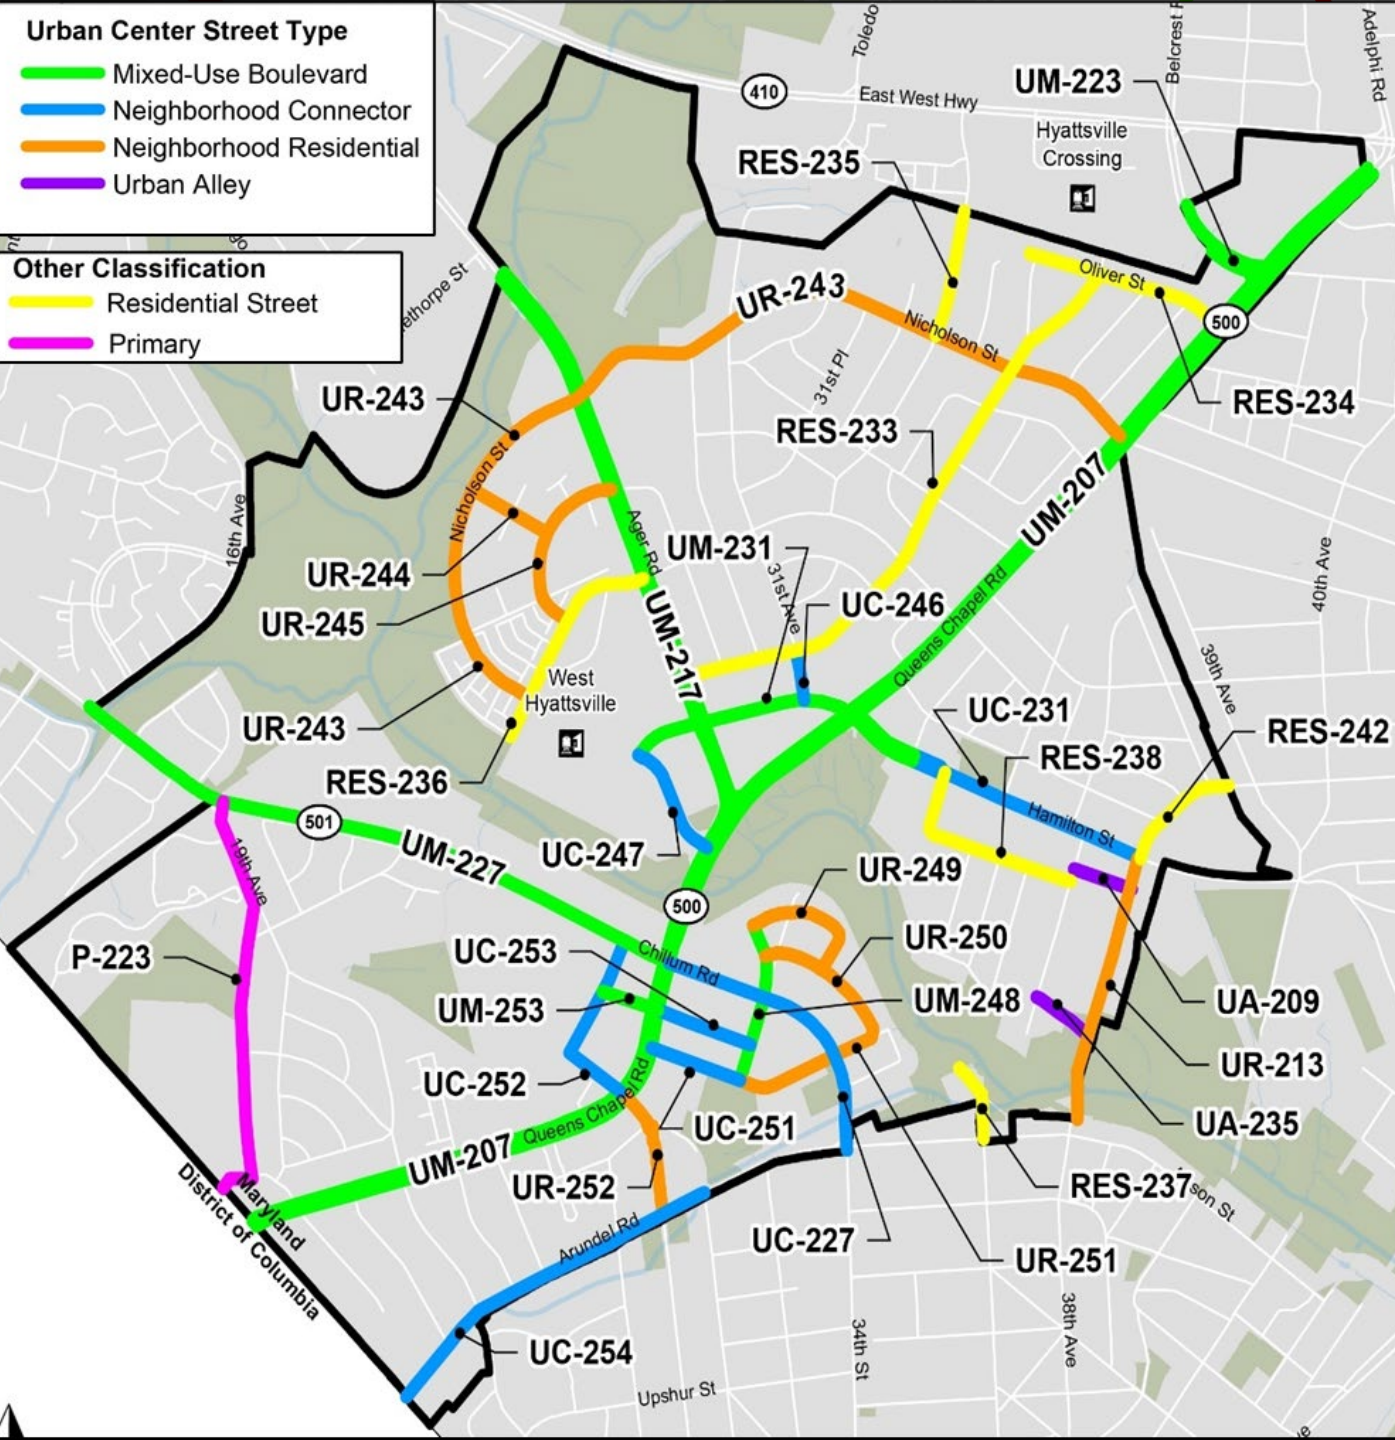 Urban Center Street Type
Mixed-Use Boulevard
Neighborhood Connector
Neighborhood Residential
Urban Alley
Other Classification
Residential Street
Primary
Toledo
Adelphi Rd
410
East West Hwy
UM-223
Hyattsville
Crossing
RES-235
ethorpe St
UR-243
Oliver St
500
Nicholson St
31st Pl
UR-243
RES-234
RES-233
Nicholson St
UM-207
16th Ave
Ager Rd
UM-231
31st Ave
40th Ave
UR-244
UC-246
UR-245
UM-217
Queens Chapel Rd
39th Ave
West
Hyattsville
UC-231
UR-243
RES-242
RES-238
RES-236
501
Hamilton St
UM-227
UC-247
19th Ave
UR-249
500
UC-253
Chillum Rd
UR-250
P-223
UM-253
UM-248
UA-209
UC-252
UR-213
Queens Chapel Rd
UC-251
UA-235
UM-207
UR-252
RES-237
son St
Maryland
District of Columbia
Arundel Rd
UC-227
UR-251
UC-254
34th St
38th Ave
Upshur St